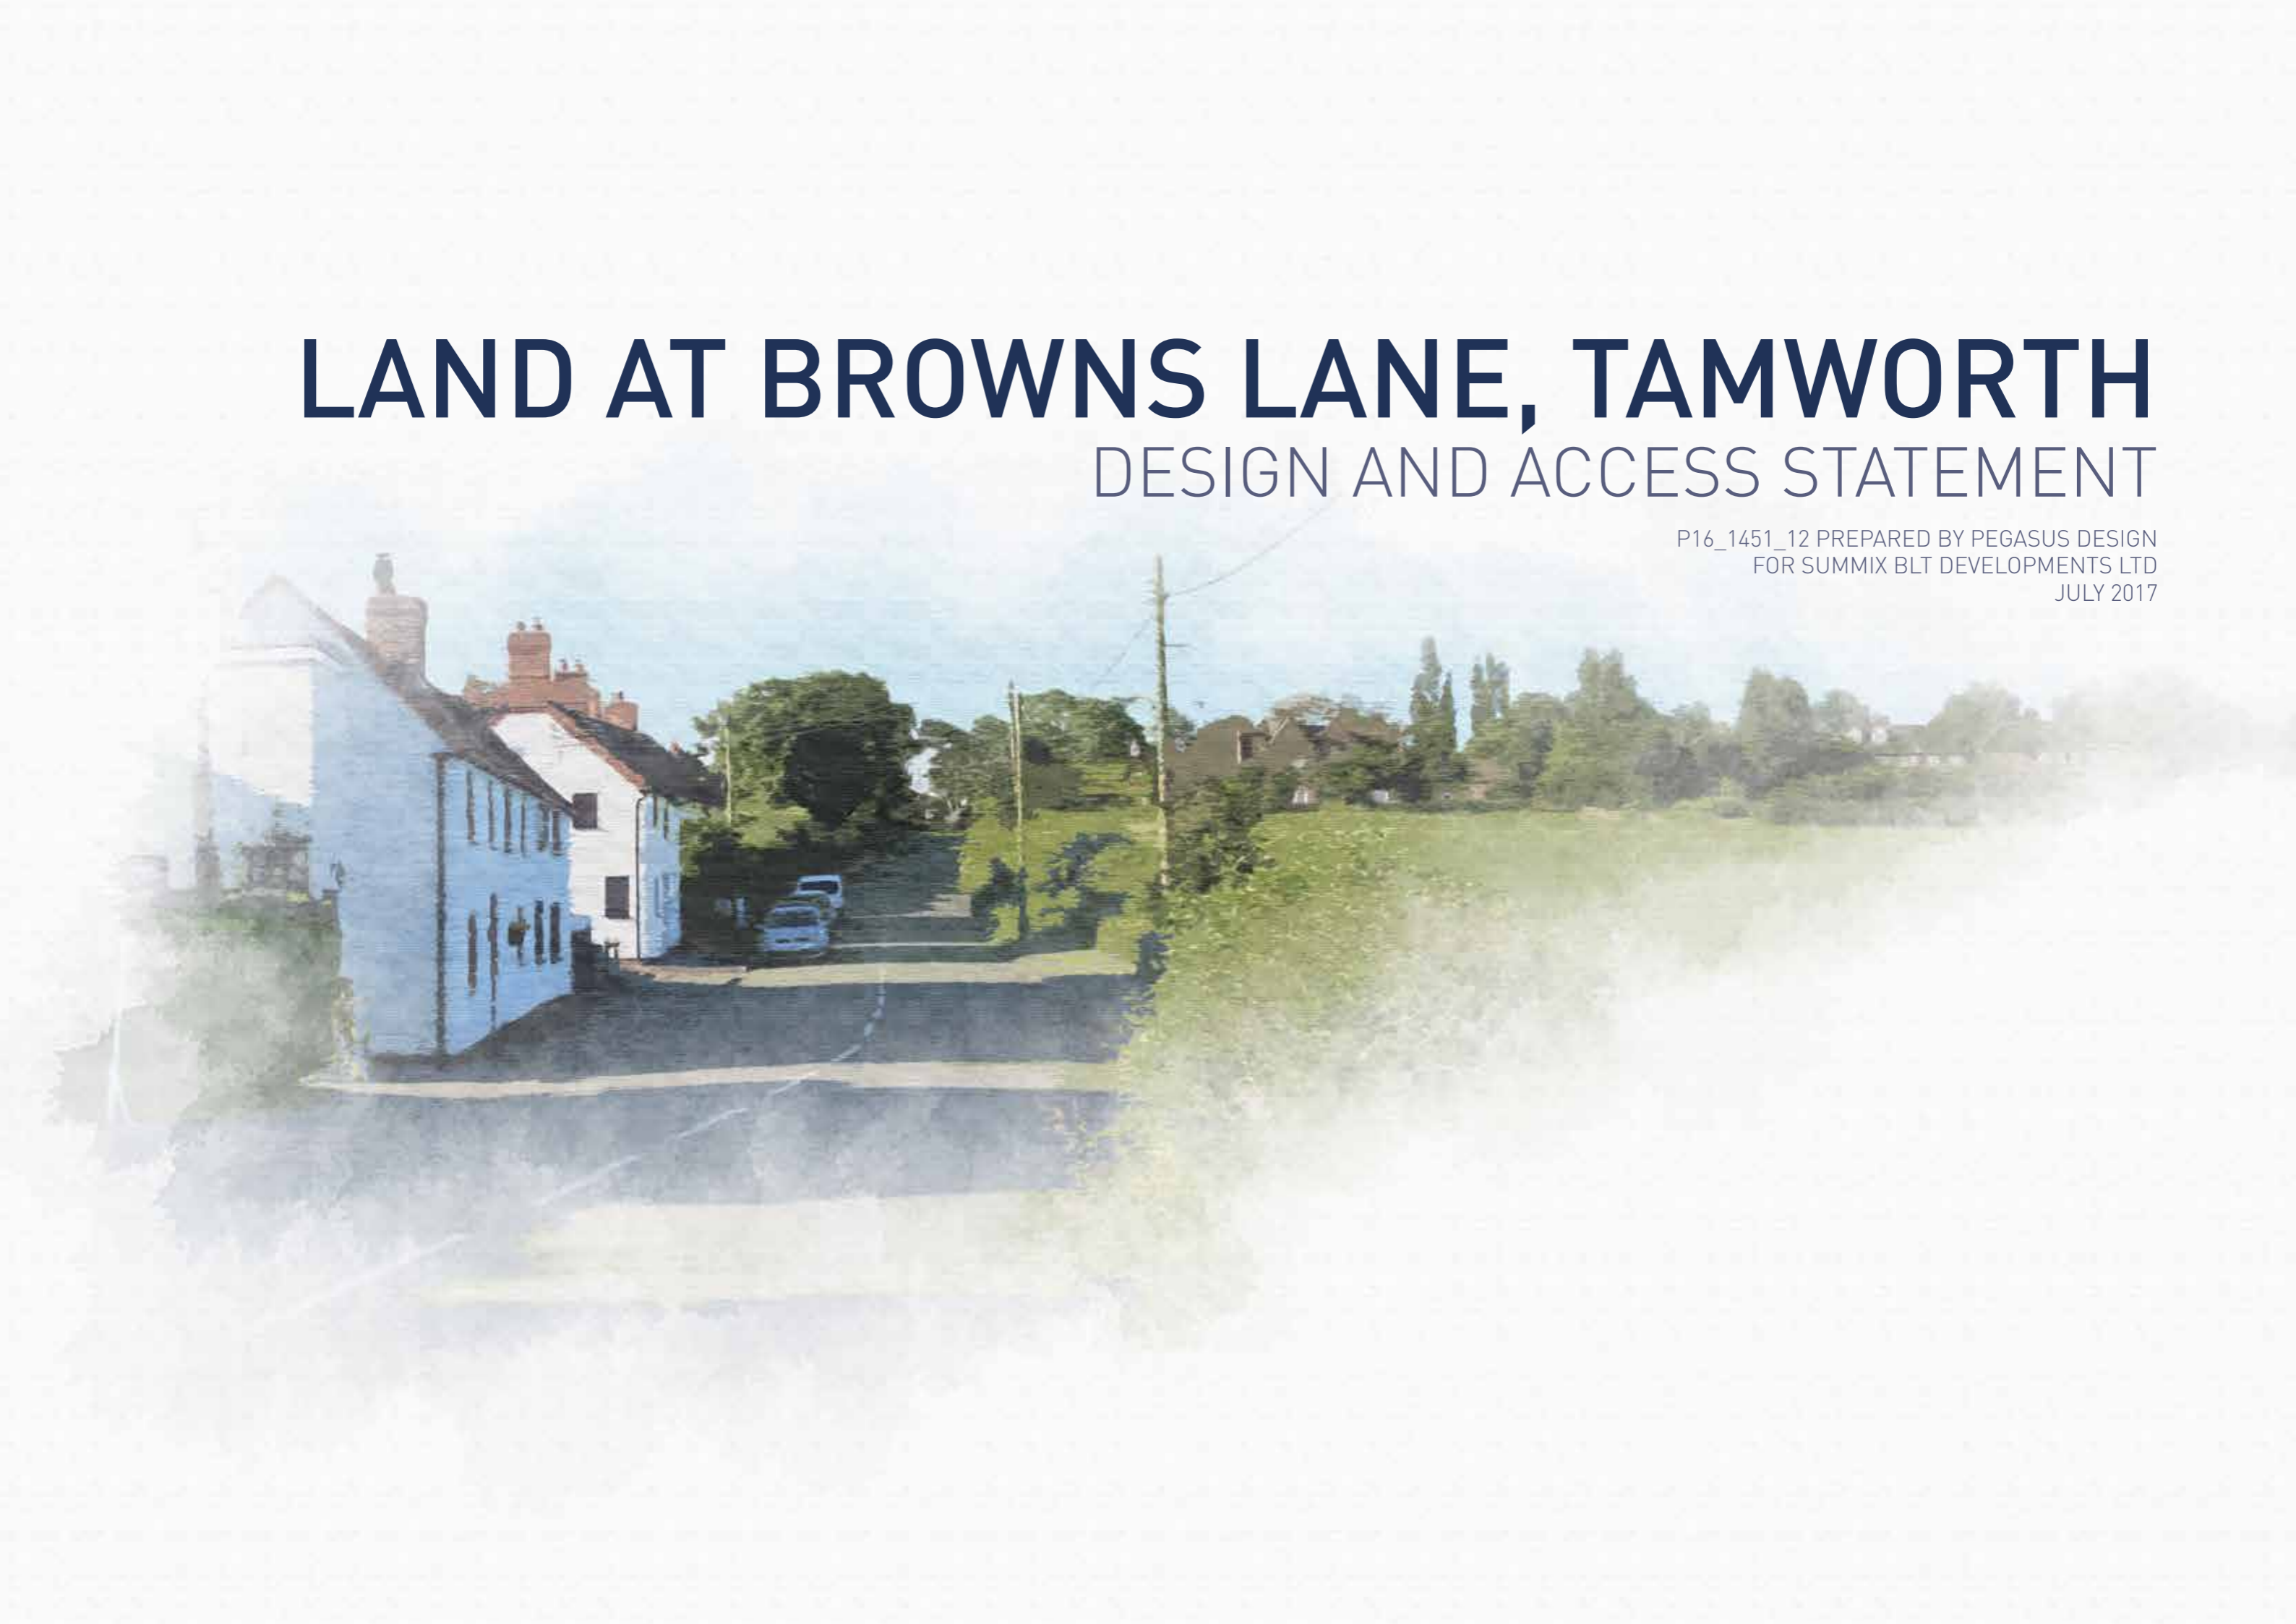 LAND AT BROWNS LANE, TAMWORTH
DESIGN AND ACCESS STATEMENT
P16_1451_12 PREPARED BY PEGASUS DESIGN
FOR SUMMIX BLT DEVELOPMENTS LTD
JULY 2017